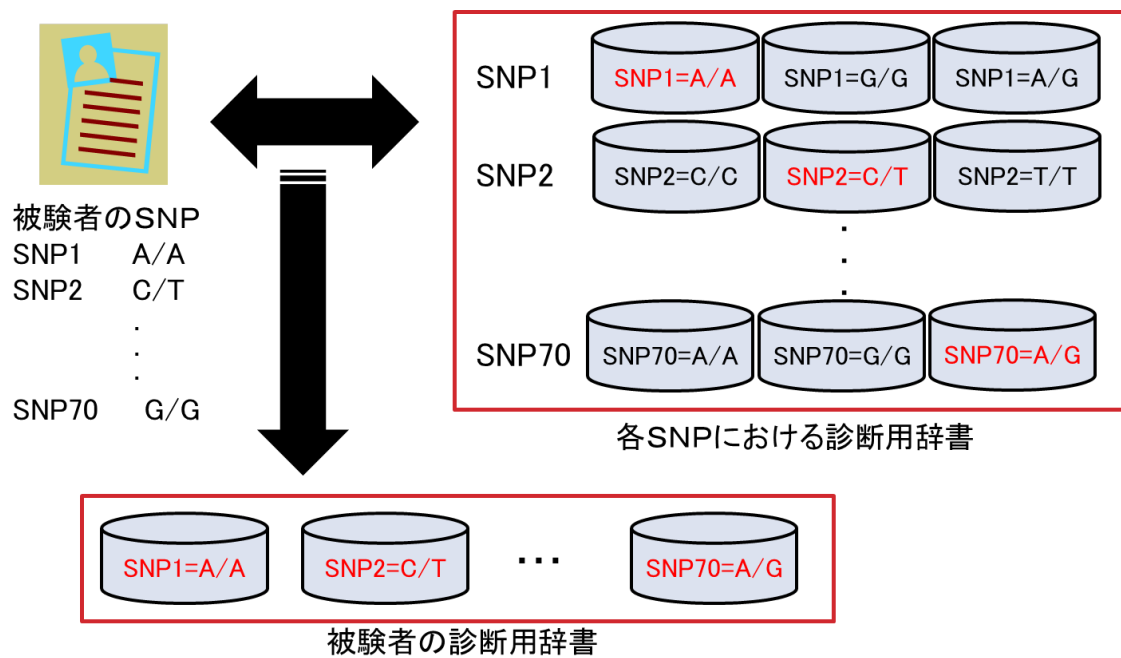 SNP1 SNP1=A/A SNP1=G/G SNP1=A/G
SNP2 SNP2=C/C SNP2=C/T SNP2=T/T
.
.
.
SNP70 SNP70=A/A SNP70=G/G SNP70=A/G
各SNPにおける診断用辞書
被験者のSNP
SNP1 A/A
SNP2 C/T
.
.
.
SNP70 G/G
SNP1=A/A SNP2=C/T ... SNP70=A/G
被験者の診断用辞書